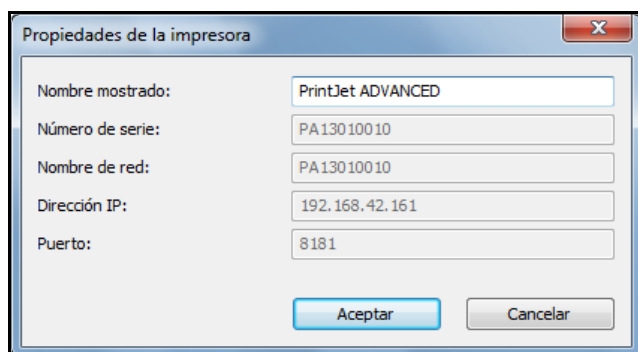 Propiedades de la impresora
Nombre mostrado: PrintJet ADVANCED
Número de serie: PA13010010
Nombre de red: PA13010010
Dirección IP: 192.168.42.161
Puerto: 8181
Aceptar Cancelar